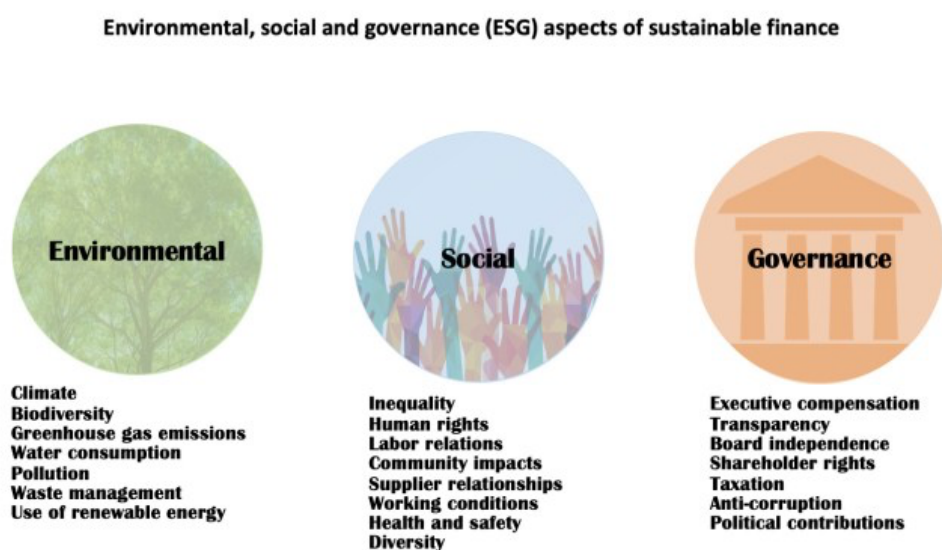 Environmental, social and governance (ESG) aspects of sustainable finance
Environmental
Climate
Biodiversity
Greenhouse gas emissions
Water consumption
Pollution
Waste management
Use of renewable energy
Social
Inequality
Human rights
Labor relations
Community impacts
Supplier relationships
Working conditions
Health and safety
Diversity
Governance
Executive compensation
Transparency
Board independence
Shareholder rights
Taxation
Anti-corruption
Political contributions